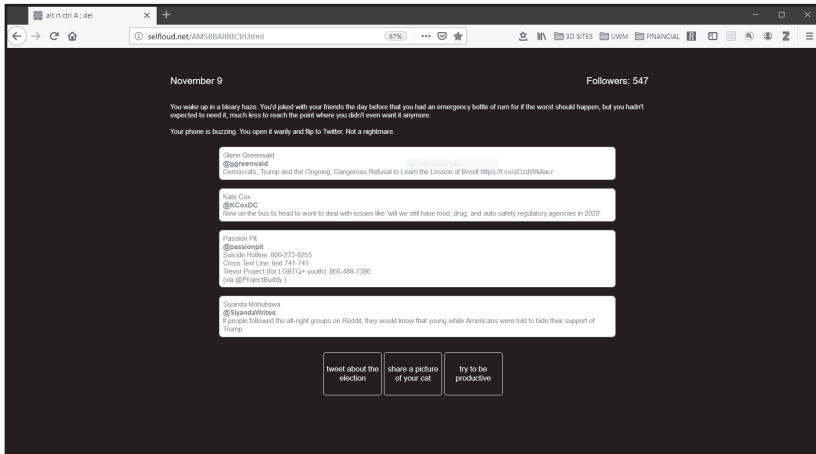 alt rt ctrl A ; del
selfloud.net/AMSBBAltRtCtrl.html
67%
3D SITES
UWM
FINANCIAL
November 9
Followers: 547
You wake up in a bleary haze. You'd joked with your friends the day before that you had an emergency bottle of rum for if the worst should happen, but you hadn't
expected to need it, much less to reach the point where you didn't even want it anymore.
Your phone is buzzing. You open it warily and flip to Twitter. Not a nightmare.
Glenn Greenwald
@ggreenwald
Democrats, Trump and the Ongoing, Dangerous Refusal to Learn the Lesson of Brexit https://t.co/oDzdWkAacr
Kate Cox
@KCoxDC
Now on the bus to head to work to deal with issues like 'will we still have food, drug, and auto safety regulatory agencies in 2020'
Passion Pit
@passionpit
Suicide Hotline: 800-273-8255
Crisis Text Line: text 741-741
Trevor Project (for LGBTQ+ youth): 866-488-7386
(via @ProjectBuddy )
Siyanda Mohutsiwa
@SiyandaWrites
If people followed the alt-right groups on Reddit, they would know that young white Americans were told to hide their support of
Trump.
tweet about the
election
share a picture
of your cat
try to be
productive